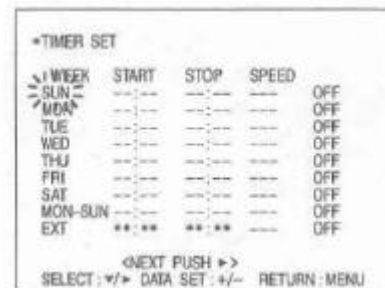 *TIMER SET
WEEK START STOP SPEED
SUN --:-- --:-- --- OFF
MON --:-- --:-- --- OFF
TUE --:-- --:-- --- OFF
WED --:-- --:-- --- OFF
THU --:-- --:-- --- OFF
FRI --:-- --:-- --- OFF
SAT --:-- --:-- --- OFF
MON-SUN --:-- --:-- --- OFF
EXT **:** **:** --- OFF
<NEXT PUSH ►>
SELECT:▼/► DATA SET:+/- RETURN:MENU